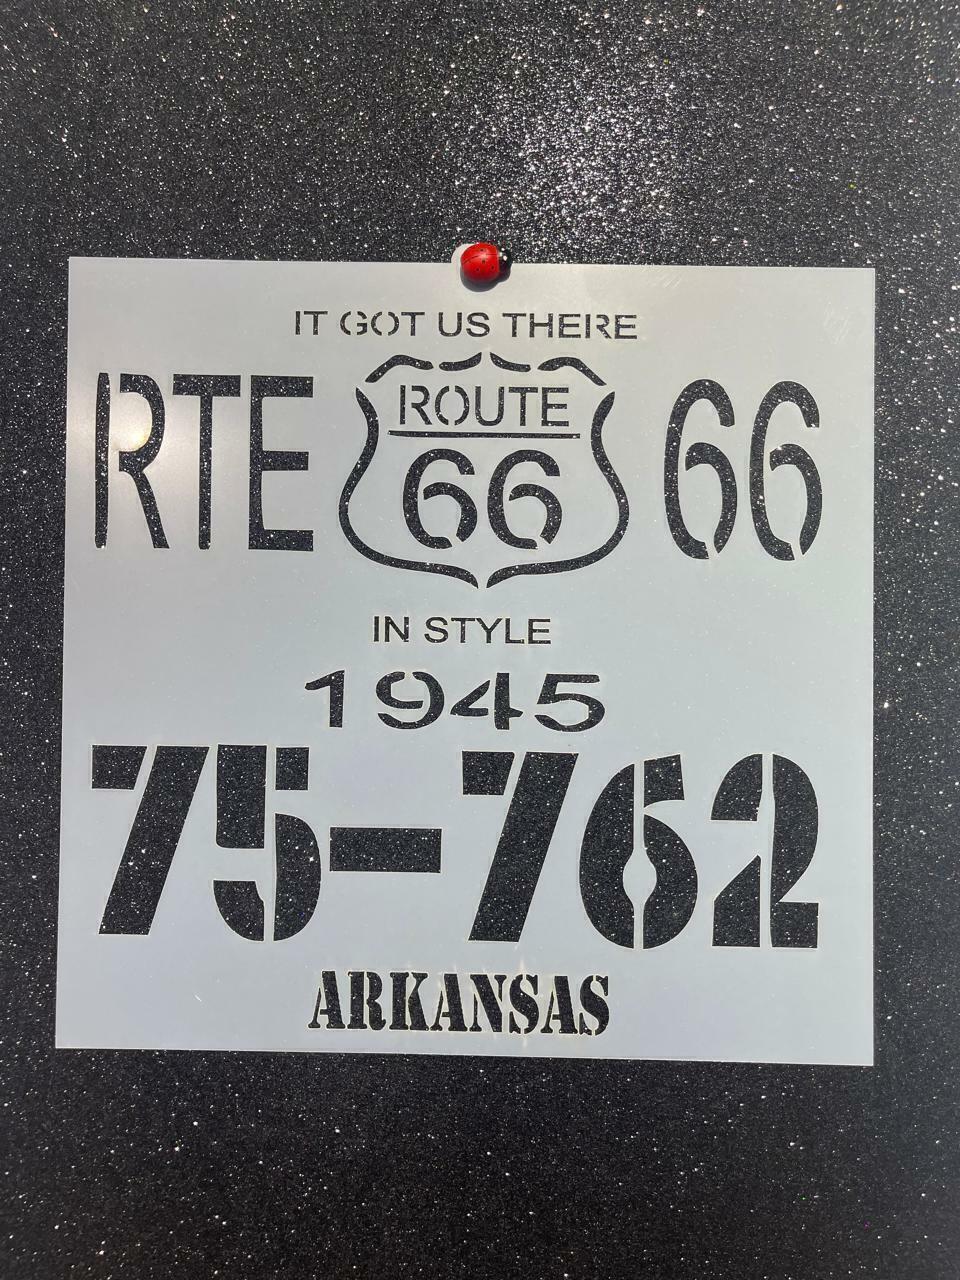 IT GOT US THERE
RTE ROUTE 66 66
IN STYLE
1945
75-762
ARKANSAS